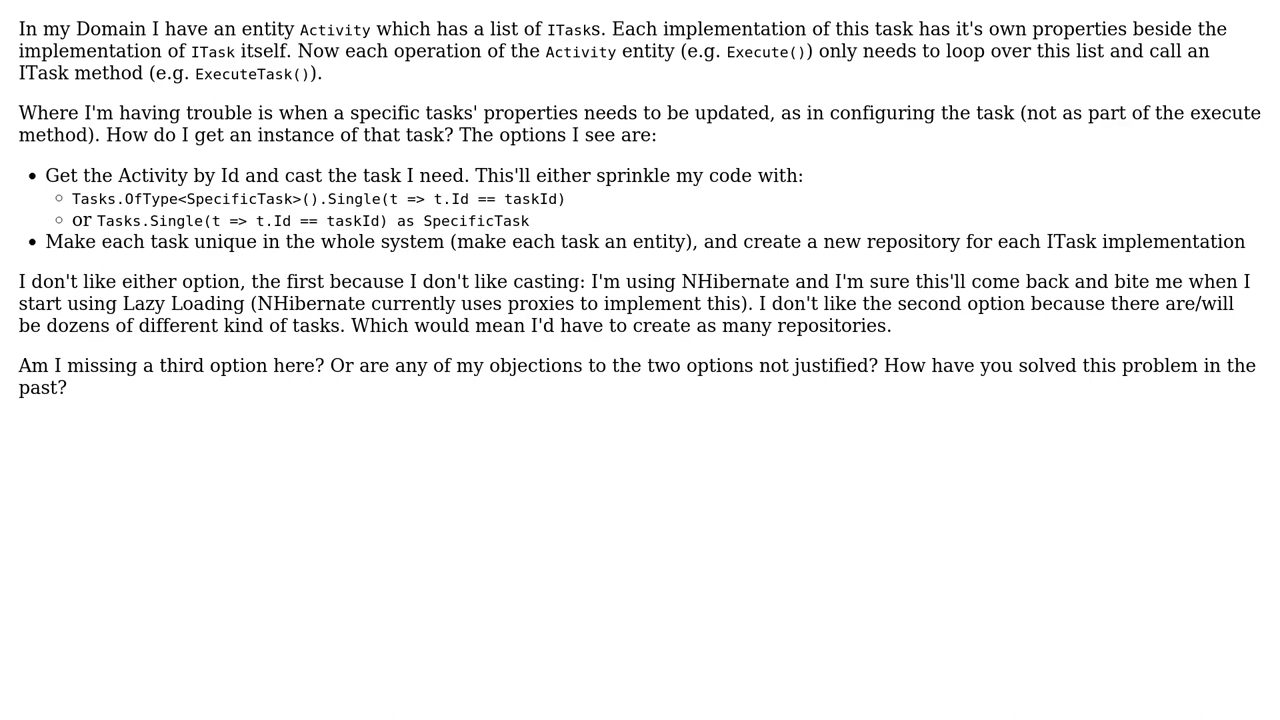 In my Domain I have an entity Activity which has a list of ITasks. Each implementation of this task has it's own properties beside the
implementation of ITask itself. Now each operation of the Activity entity (e.g. Execute()) only needs to loop over this list and call an
ITask method (e.g. ExecuteTask()).
Where I'm having trouble is when a specific tasks' properties needs to be updated, as in configuring the task (not as part of the execute
method). How do I get an instance of that task? The options I see are:
• Get the Activity by Id and cast the task I need. This'll either sprinkle my code with:
◦ Tasks.OfType<SpecificTask>().Single(t => t.Id == taskId)
◦ or Tasks.Single(t => t.Id == taskId) as SpecificTask
• Make each task unique in the whole system (make each task an entity), and create a new repository for each ITask implementation
I don't like either option, the first because I don't like casting: I'm using NHibernate and I'm sure this'll come back and bite me when I
start using Lazy Loading (NHibernate currently uses proxies to implement this). I don't like the second option because there are/will
be dozens of different kind of tasks. Which would mean I'd have to create as many repositories.
Am I missing a third option here? Or are any of my objections to the two options not justified? How have you solved this problem in the
past?